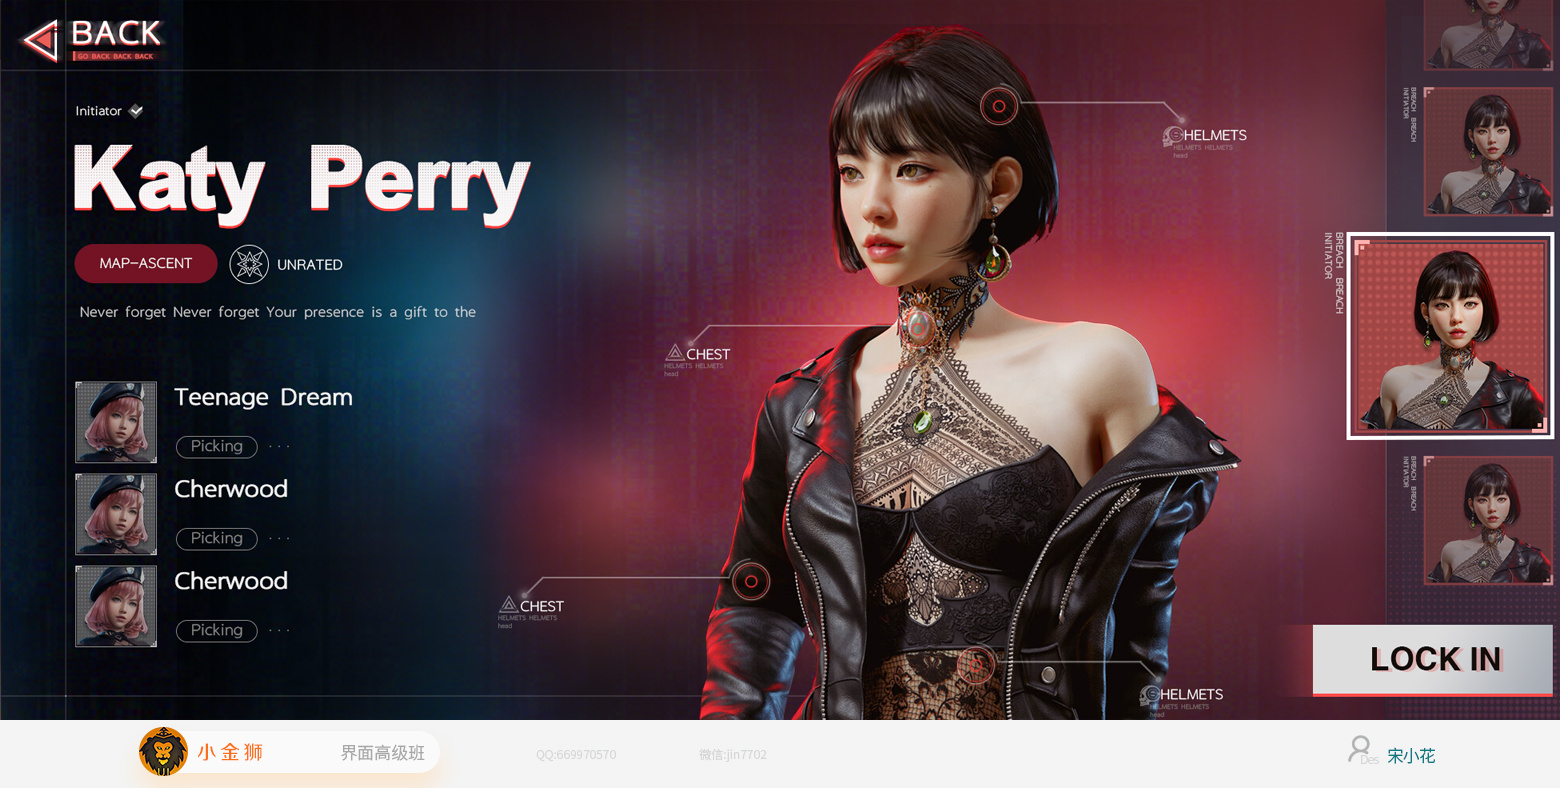 BACK
GO BACK BACK BACK
Initiator
Katy Perry
MAP-ASCENT
UNRATED
Never forget Never forget Your presence is a gift to the
Teenage Dream
Picking ...
Cherwood
Picking ...
Cherwood
Picking ...
HELMETS
HELMETS HELMETS
head
CHEST
HELMETS HELMETS
head
CHEST
HELMETS HELMETS
head
HELMETS
HELMETS HELMETS
head
BREACH BREACH
INITIATOR
BREACH BREACH
INITIATOR
BREACH BREACH
INITIATOR
LOCK IN
小金狮
界面高级班
QQ:669970570
微信:jin7702
Des
宋小花